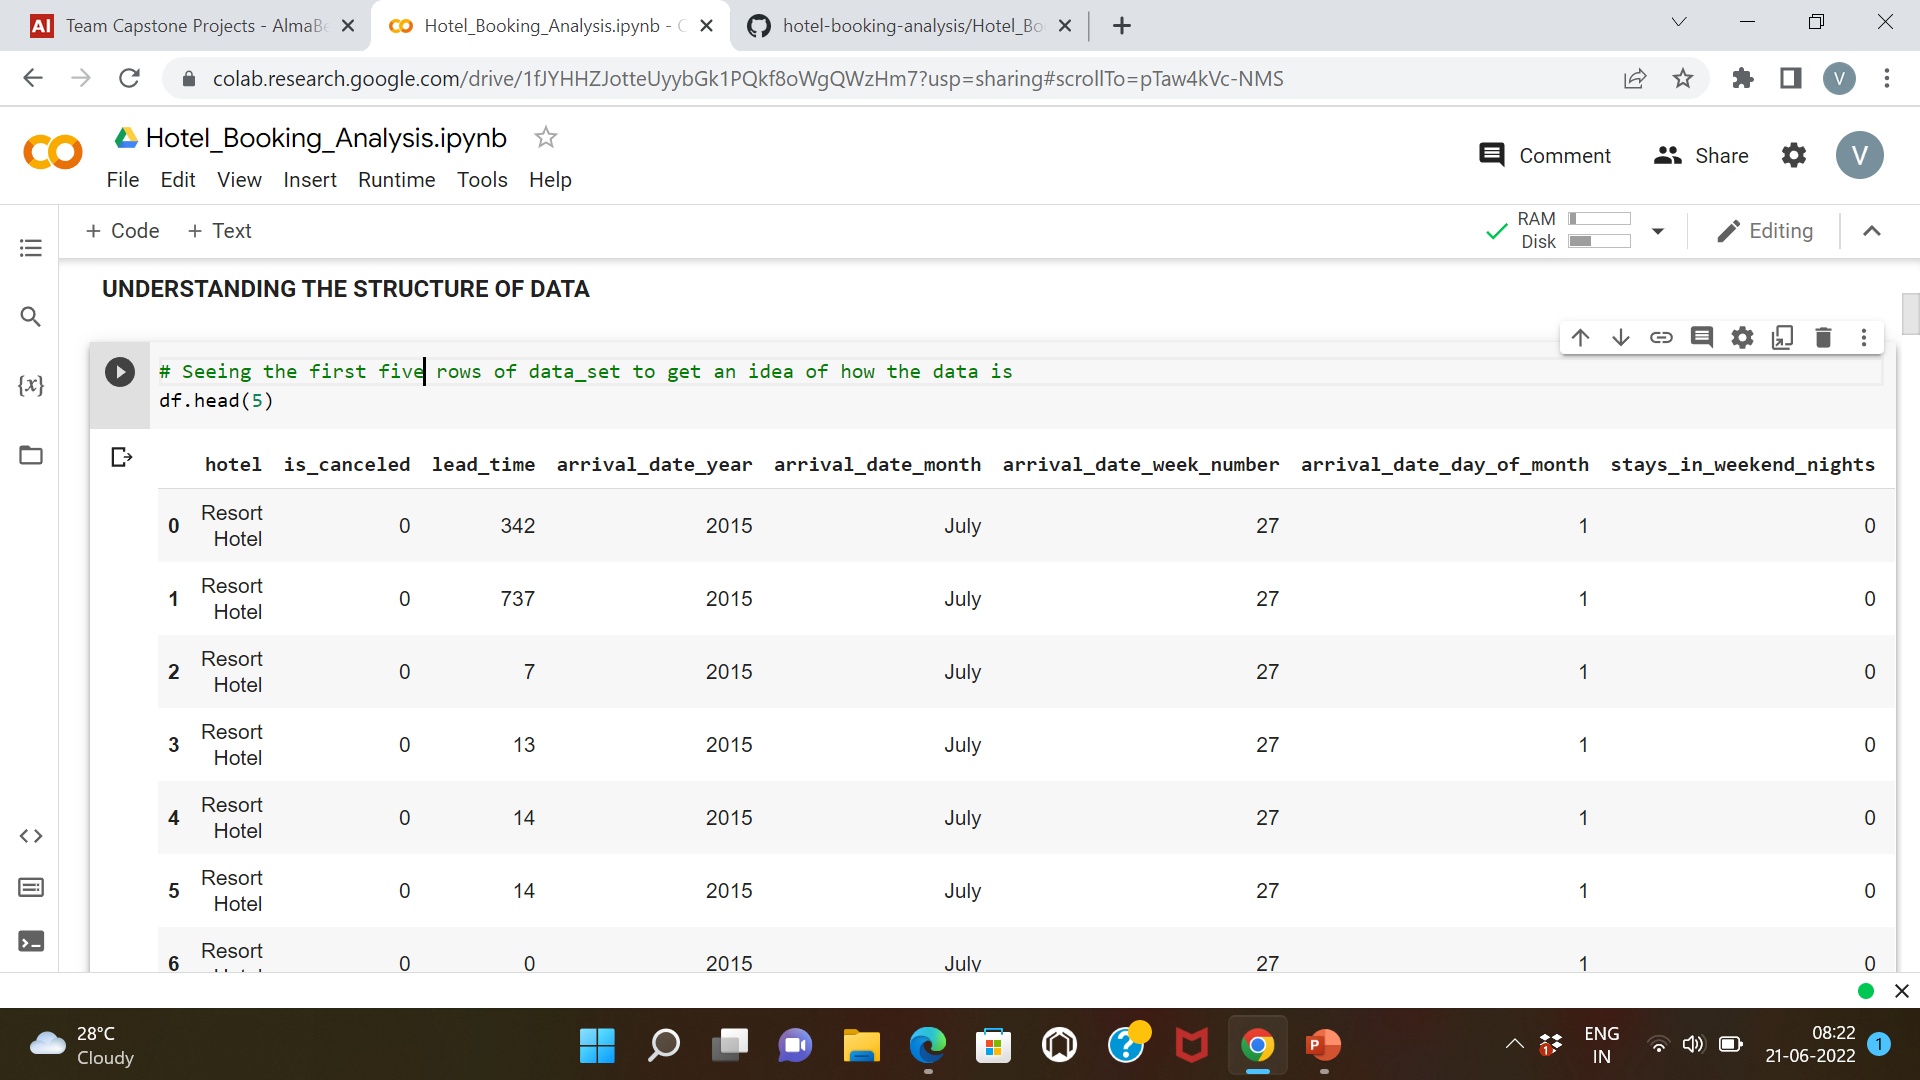 Team Capstone Projects - AlmaBe
Hotel_Booking_Analysis.ipynb - C
hotel-booking-analysis/Hotel_Bo
colab.research.google.com/drive/1fJYHHZJotteUyybGk1PQkf8oWgQWzHm7?usp=sharing#scrollTo=pTaw4kVc-NMS
V
Hotel_Booking_Analysis.ipynb
Comment
Share
V
File Edit View Insert Runtime Tools Help
+ Code + Text
RAM
Disk
Editing
UNDERSTANDING THE STRUCTURE OF DATA
# Seeing the first five rows of data_set to get an idea of how the data is
df.head(5)
hotel is_canceled lead_time arrival_date_year arrival_date_month arrival_date_week_number arrival_date_day_of_month stays_in_weekend_nights
0 Resort Hotel 0 342 2015 July 27 1 0
1 Resort Hotel 0 737 2015 July 27 1 0
2 Resort Hotel 0 7 2015 July 27 1 0
3 Resort Hotel 0 13 2015 July 27 1 0
4 Resort Hotel 0 14 2015 July 27 1 0
5 Resort Hotel 0 14 2015 July 27 1 0
6 Resort 0 0 2015 July 27 1 0
28°C
Cloudy
ENG
IN
08:22
21-06-2022
1